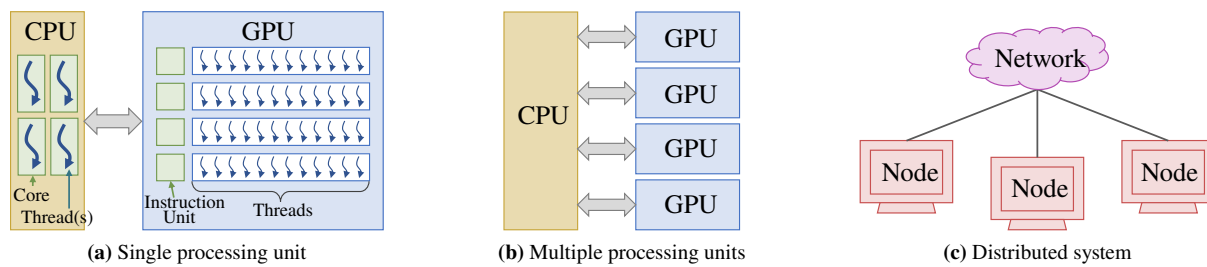 CPU
Core
Thread(s)
GPU
Instruction
Unit
Threads
(a) Single processing unit
CPU
GPU
GPU
GPU
GPU
(b) Multiple processing units
Network
Node
Node
Node
(c) Distributed system